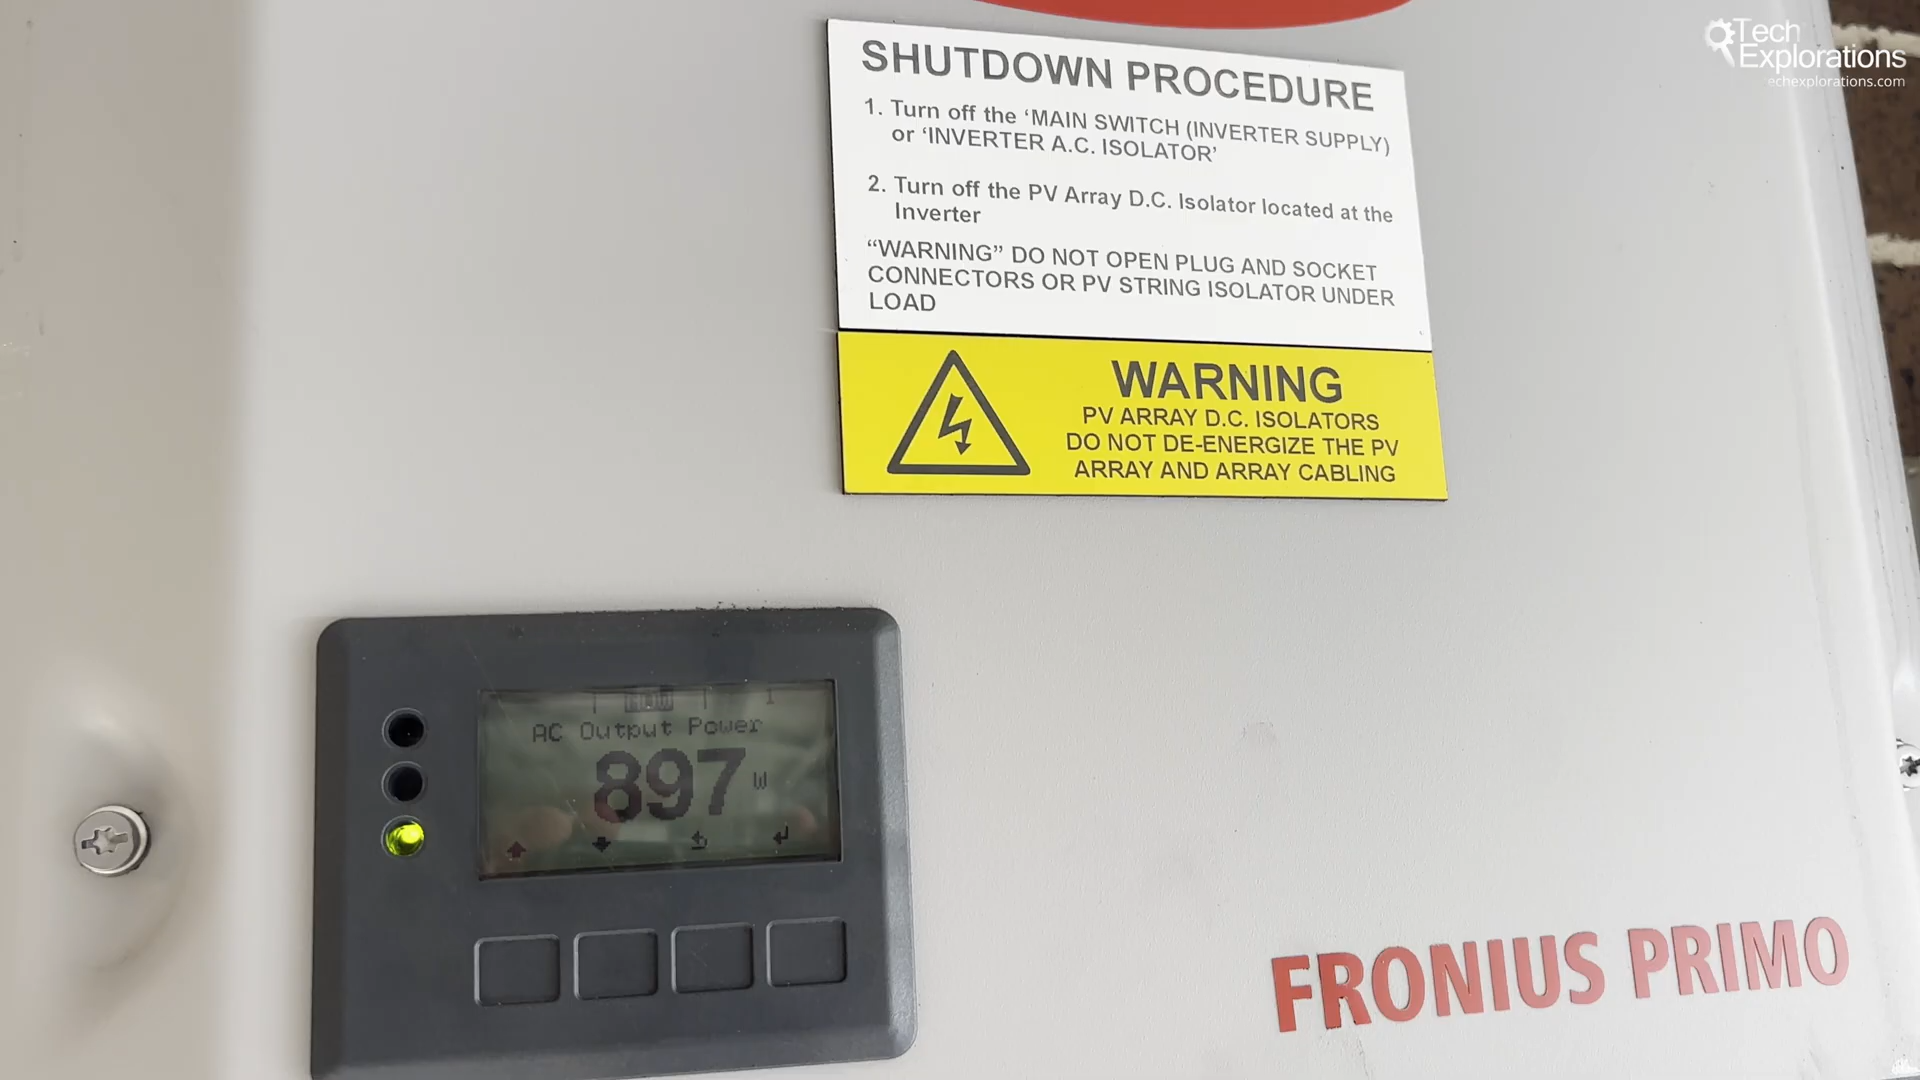 Tech
Explorations
echexplorations.com
SHUTDOWN PROCEDURE
1. Turn off the ‘MAIN SWITCH (INVERTER SUPPLY)
or ‘INVERTER A.C. ISOLATOR’
2. Turn off the PV Array D.C. Isolator located at the
Inverter
“WARNING” DO NOT OPEN PLUG AND SOCKET
CONNECTORS OR PV STRING ISOLATOR UNDER
LOAD
WARNING
PV ARRAY D.C. ISOLATORS
DO NOT DE-ENERGIZE THE PV
ARRAY AND ARRAY CABLING
NOW 1
AC Output Power
897 W
FRONIUS PRIMO